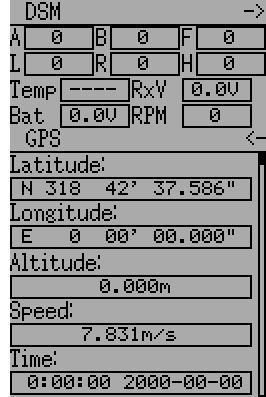 DSM ->
A 0 B 0 F 0
L 0 R 0 H 0
Temp ---- RxV 0.0V
Bat 0.0V RPM 0
GPS <-
Latitude:
N 318 42' 37.586"
Longitude:
E 0 00' 00.000"
Altitude:
0.000m
Speed:
7.831m/s
Time:
0:00:00 2000-00-00